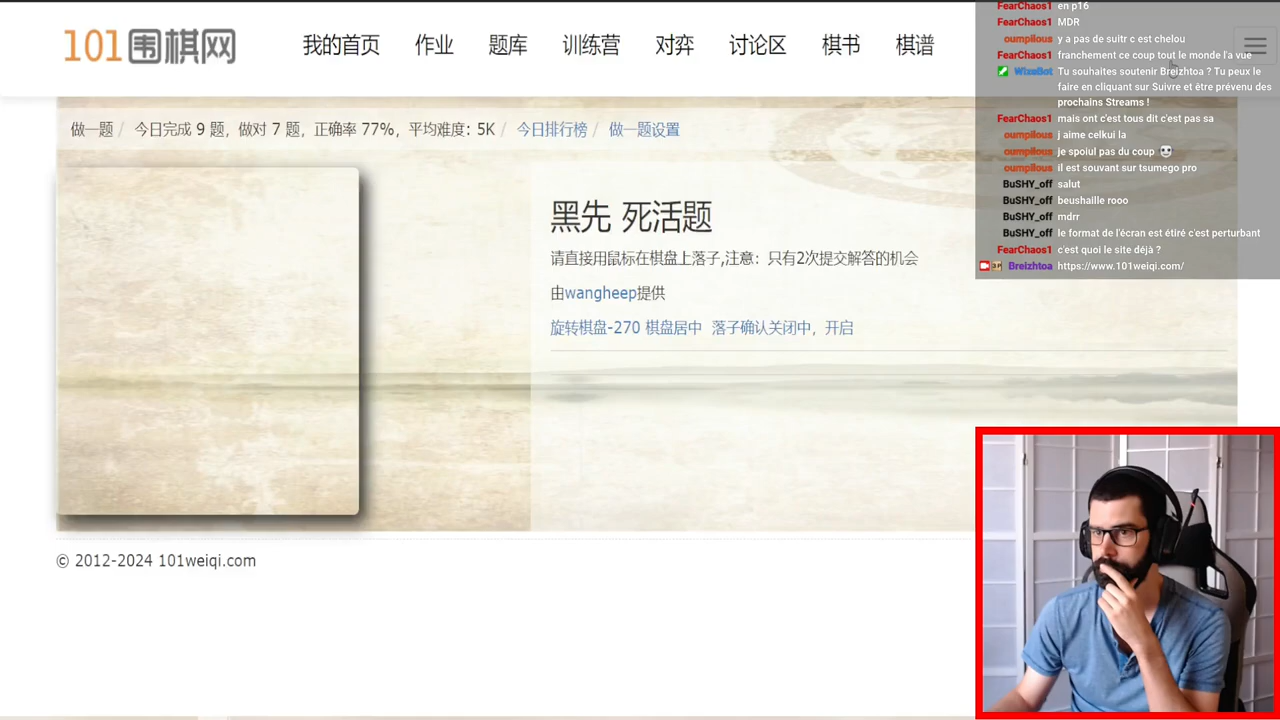 101围棋网
我的首页 作业 题库 训练营 对弈 讨论区 棋书 棋谱
做一题 / 今日完成 9 题，做对 7 题，正确率 77%，平均难度：5K / 今日排行榜 / 做一题设置
黑先 死活题
请直接用鼠标在棋盘上落子,注意：只有2次提交解答的机会
由wangheep提供
旋转棋盘-270 棋盘居中 落子确认关闭中，开启
© 2012-2024 101weiqi.com
FearChaos1 en p16
FearChaos1 MDR
oumpilous y a pas de suitr c est chelou
FearChaos1 franchement ce coup tout le monde l'a vue
WizeBot Tu souhaites soutenir Breizhtoa ? Tu peux le
faire en cliquant sur Suivre et être prévenu des
prochains Streams !
FearChaos1 mais ont c'est tous dit c'est pas sa
oumpilous j aime celkui la
oumpilous je spoiul pas du coup
oumpilous il est souvant sur tsumego pro
BuSHY_off salut
BuSHY_off beushaille rooo
BuSHY_off mdrr
BuSHY_off le format de l'écran est étiré c'est perturbant
FearChaos1 c'est quoi le site déjà ?
Breizhtoa https://www.101weiqi.com/